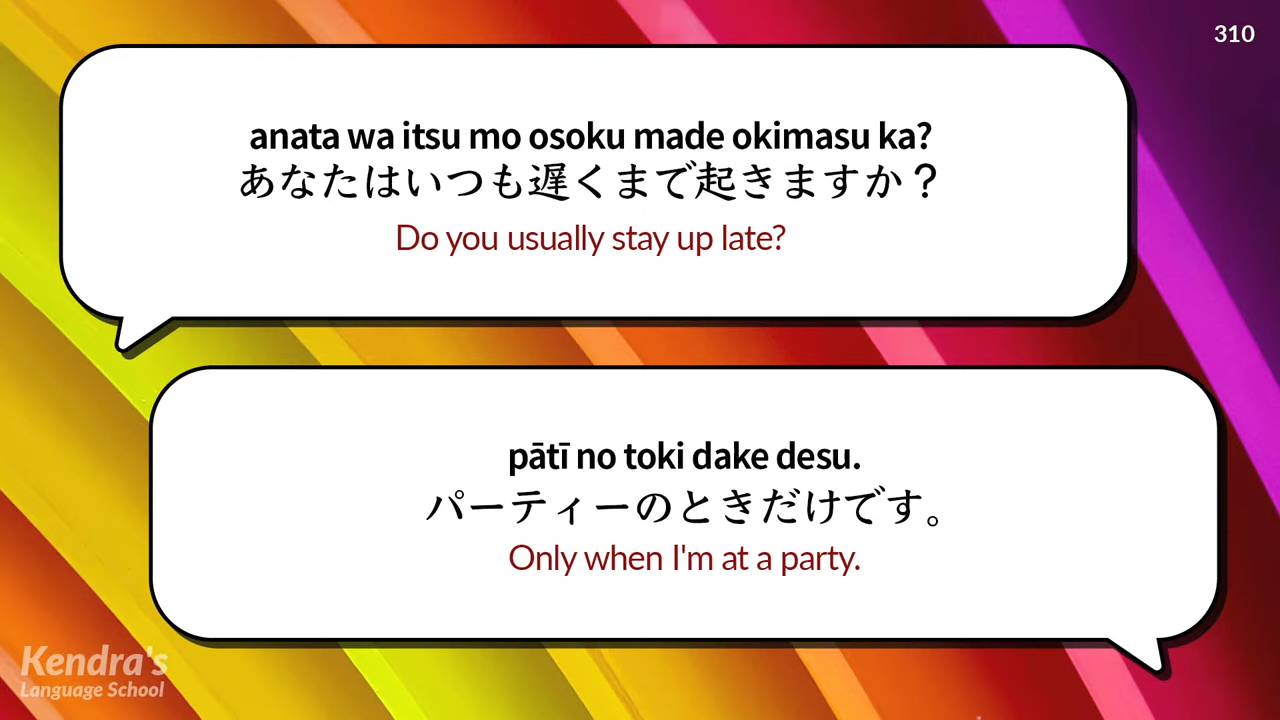 310
anata wa itsu mo osoku made okimasu ka?
あなたはいつも遅くまで起きますか？
Do you usually stay up late?
pātī no toki dake desu.
パーティーのときだけです。
Only when I'm at a party.
Kendra's
Language School